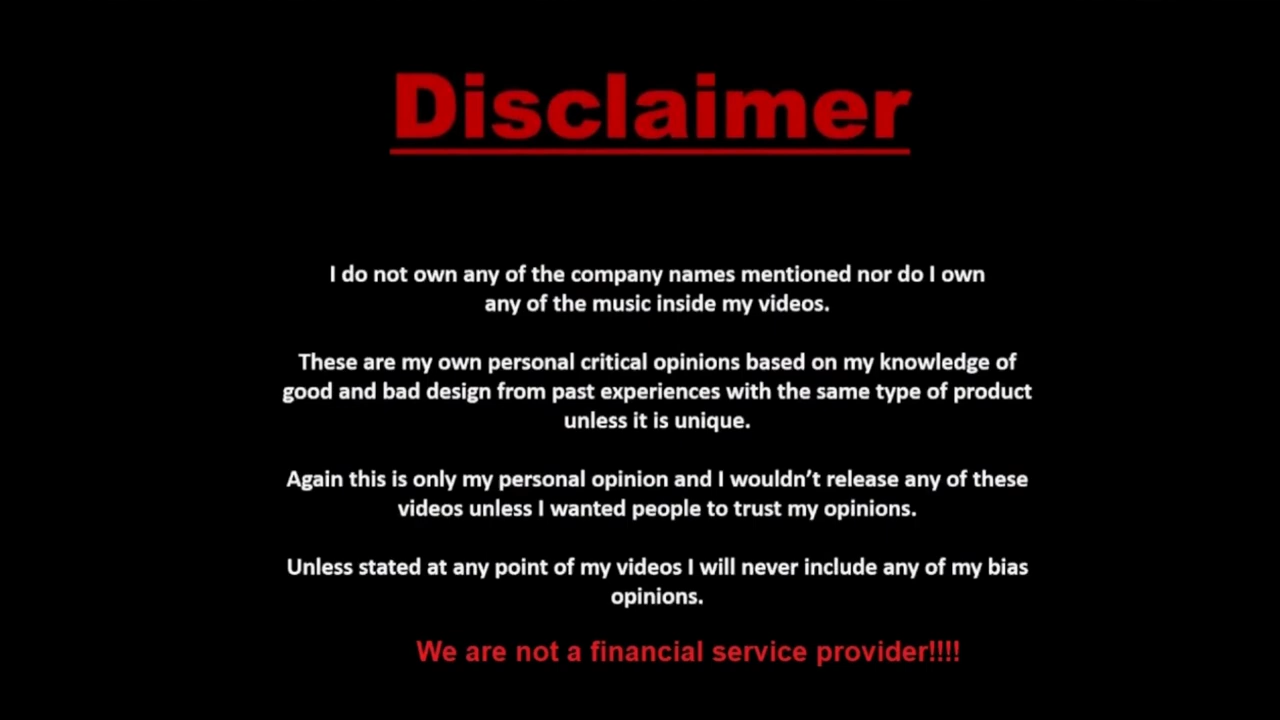 Disclaimer
I do not own any of the company names mentioned nor do I own
any of the music inside my videos.
These are my own personal critical opinions based on my knowledge of
good and bad design from past experiences with the same type of product
unless it is unique.
Again this is only my personal opinion and I wouldn’t release any of these
videos unless I wanted people to trust my opinions.
Unless stated at any point of my videos I will never include any of my bias
opinions.
We are not a financial service provider!!!!